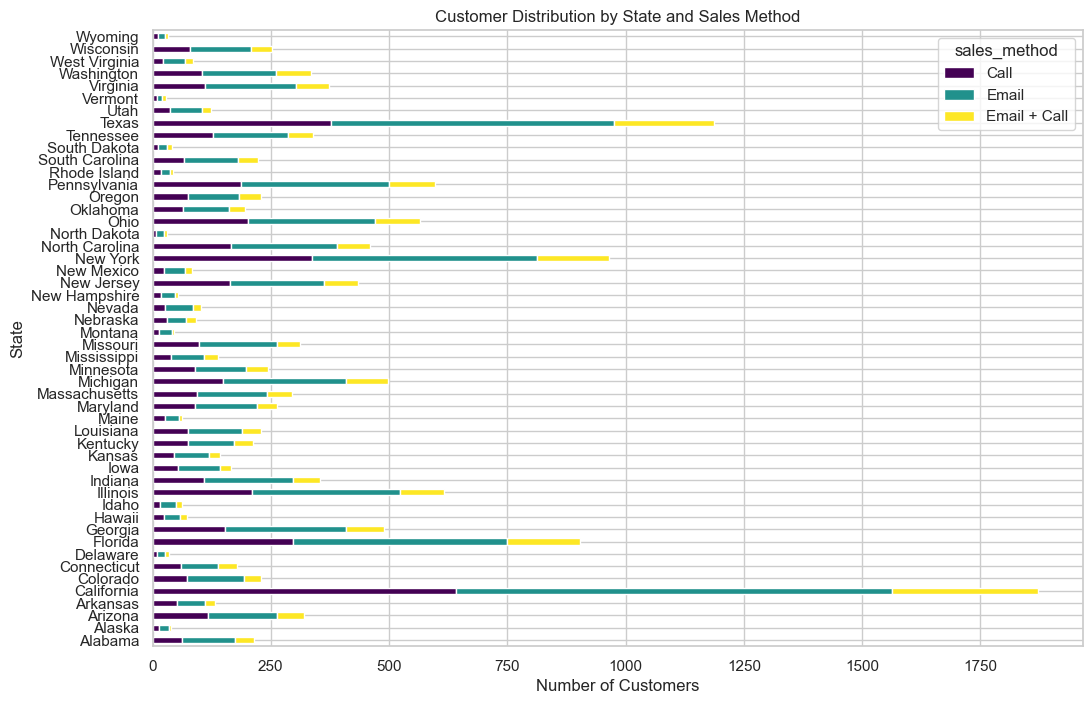 Customer Distribution by State and Sales Method
sales_method
Call
Email
Email + Call
State
Wyoming
Wisconsin
West Virginia
Washington
Virginia
Vermont
Utah
Texas
Tennessee
South Dakota
South Carolina
Rhode Island
Pennsylvania
Oregon
Oklahoma
Ohio
North Dakota
North Carolina
New York
New Mexico
New Jersey
New Hampshire
Nevada
Nebraska
Montana
Missouri
Mississippi
Minnesota
Michigan
Massachusetts
Maryland
Maine
Louisiana
Kentucky
Kansas
Iowa
Indiana
Illinois
Idaho
Hawaii
Georgia
Florida
Delaware
Connecticut
Colorado
California
Arkansas
Arizona
Alaska
Alabama
0 250 500 750 1000 1250 1500 1750
Number of Customers